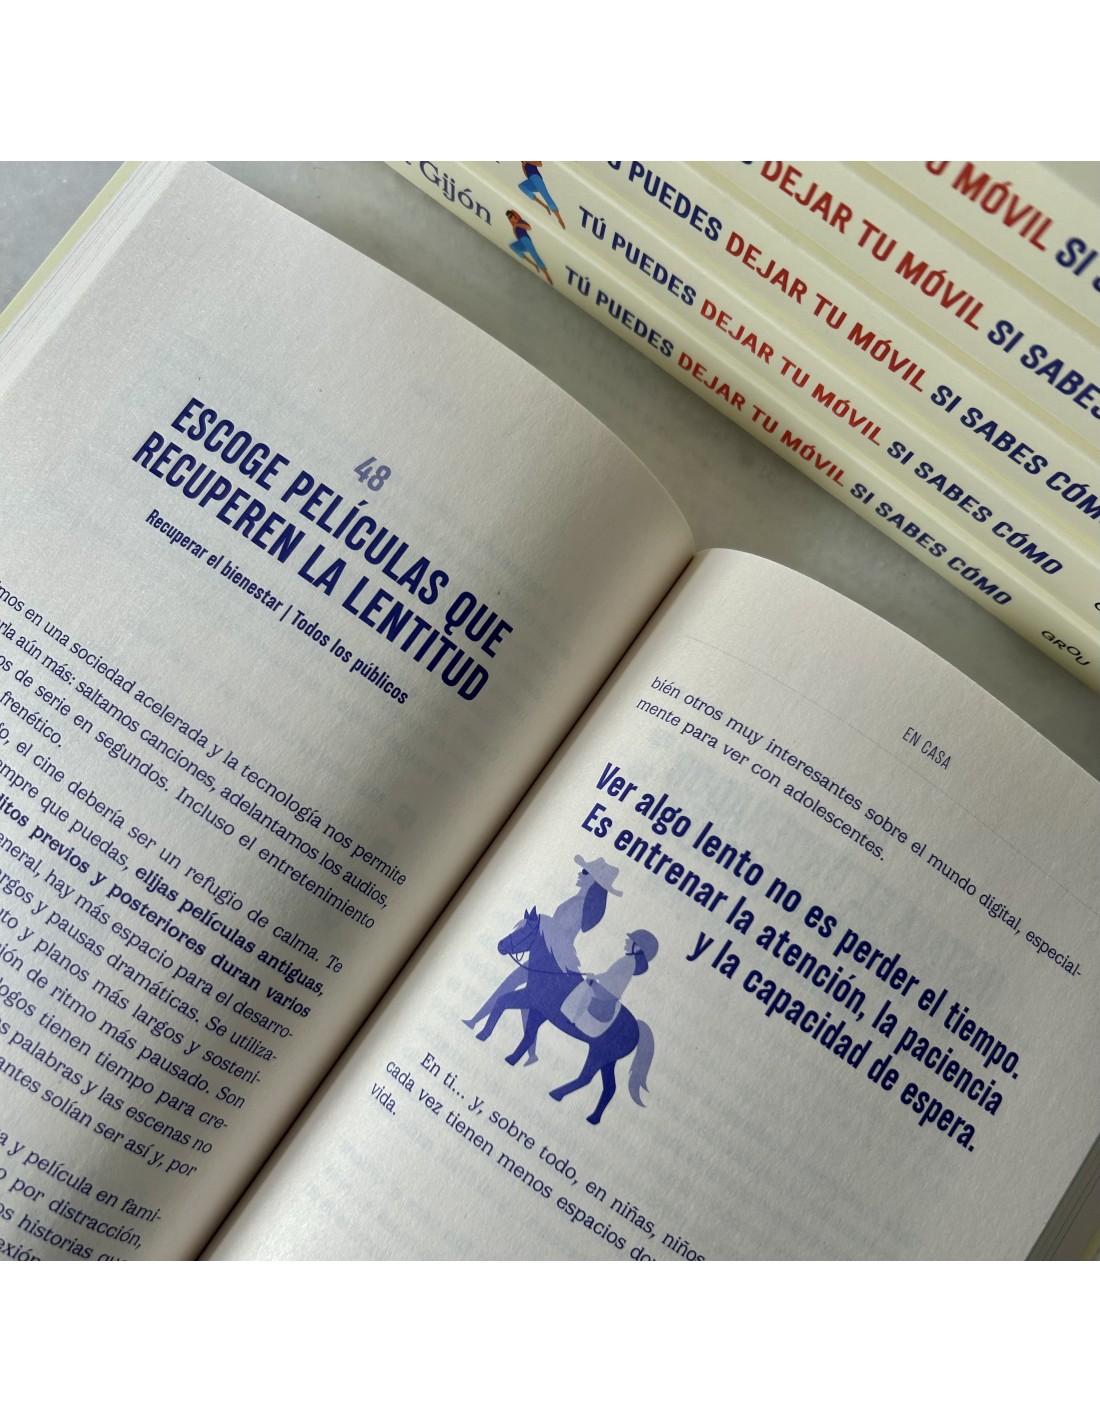 Gijón
TÚ MÓVIL SI
PUEDES DEJAR TU MÓVIL SI SABES
TÚ PUEDES DEJAR TU MÓVIL SI SABES CÓMO
TÚ PUEDES DEJAR TU MÓVIL SI SABES CÓMO
GROU
48
ESCOGE PELÍCULAS QUE
RECUPEREN LA LENTITUD
Recuperar el bienestar | Todos los públicos
en una sociedad acelerada y la tecnología nos permite
aún más: saltamos canciones, adelantamos los audios,
de serie en segundos. Incluso el entretenimiento
frenético.
el cine debería ser un refugio de calma. Te
que puedas, elijas películas antiguas,
previos y posteriores duran varios
hay más espacio para el desarro-
y pausas dramáticas. Se utiliza-
y planos más largos y sosteni-
de ritmo más pausado. Son
tienen tiempo para cre-
palabras y las escenas no
solían ser así y, por
y película en fami-
por distracción,
historias
EN CASA
bién otros muy interesantes sobre el mundo digital, especial-
mente para ver con adolescentes.
Ver algo lento no es perder el tiempo.
Es entrenar la atención, la paciencia
y la capacidad de espera.
En ti... y, sobre todo, en niñas, niños
cada vez tienen menos espacios
vida.